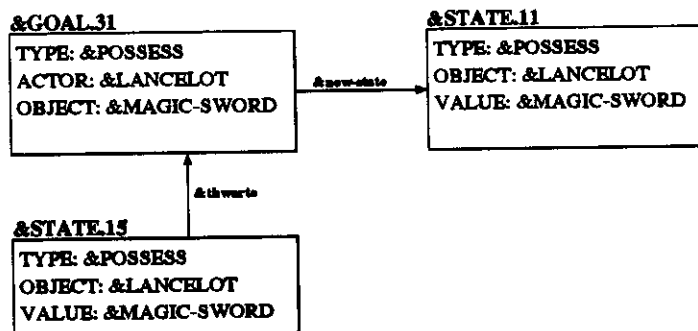 &GOAL.31
TYPE: &POSSESS
ACTOR: &LANCELOT
OBJECT: &MAGIC-SWORD
&new-state
&STATE.11
TYPE: &POSSESS
OBJECT: &LANCELOT
VALUE: &MAGIC-SWORD
&thwarts
&STATE.15
TYPE: &POSSESS
OBJECT: &LANCELOT
VALUE: &MAGIC-SWORD